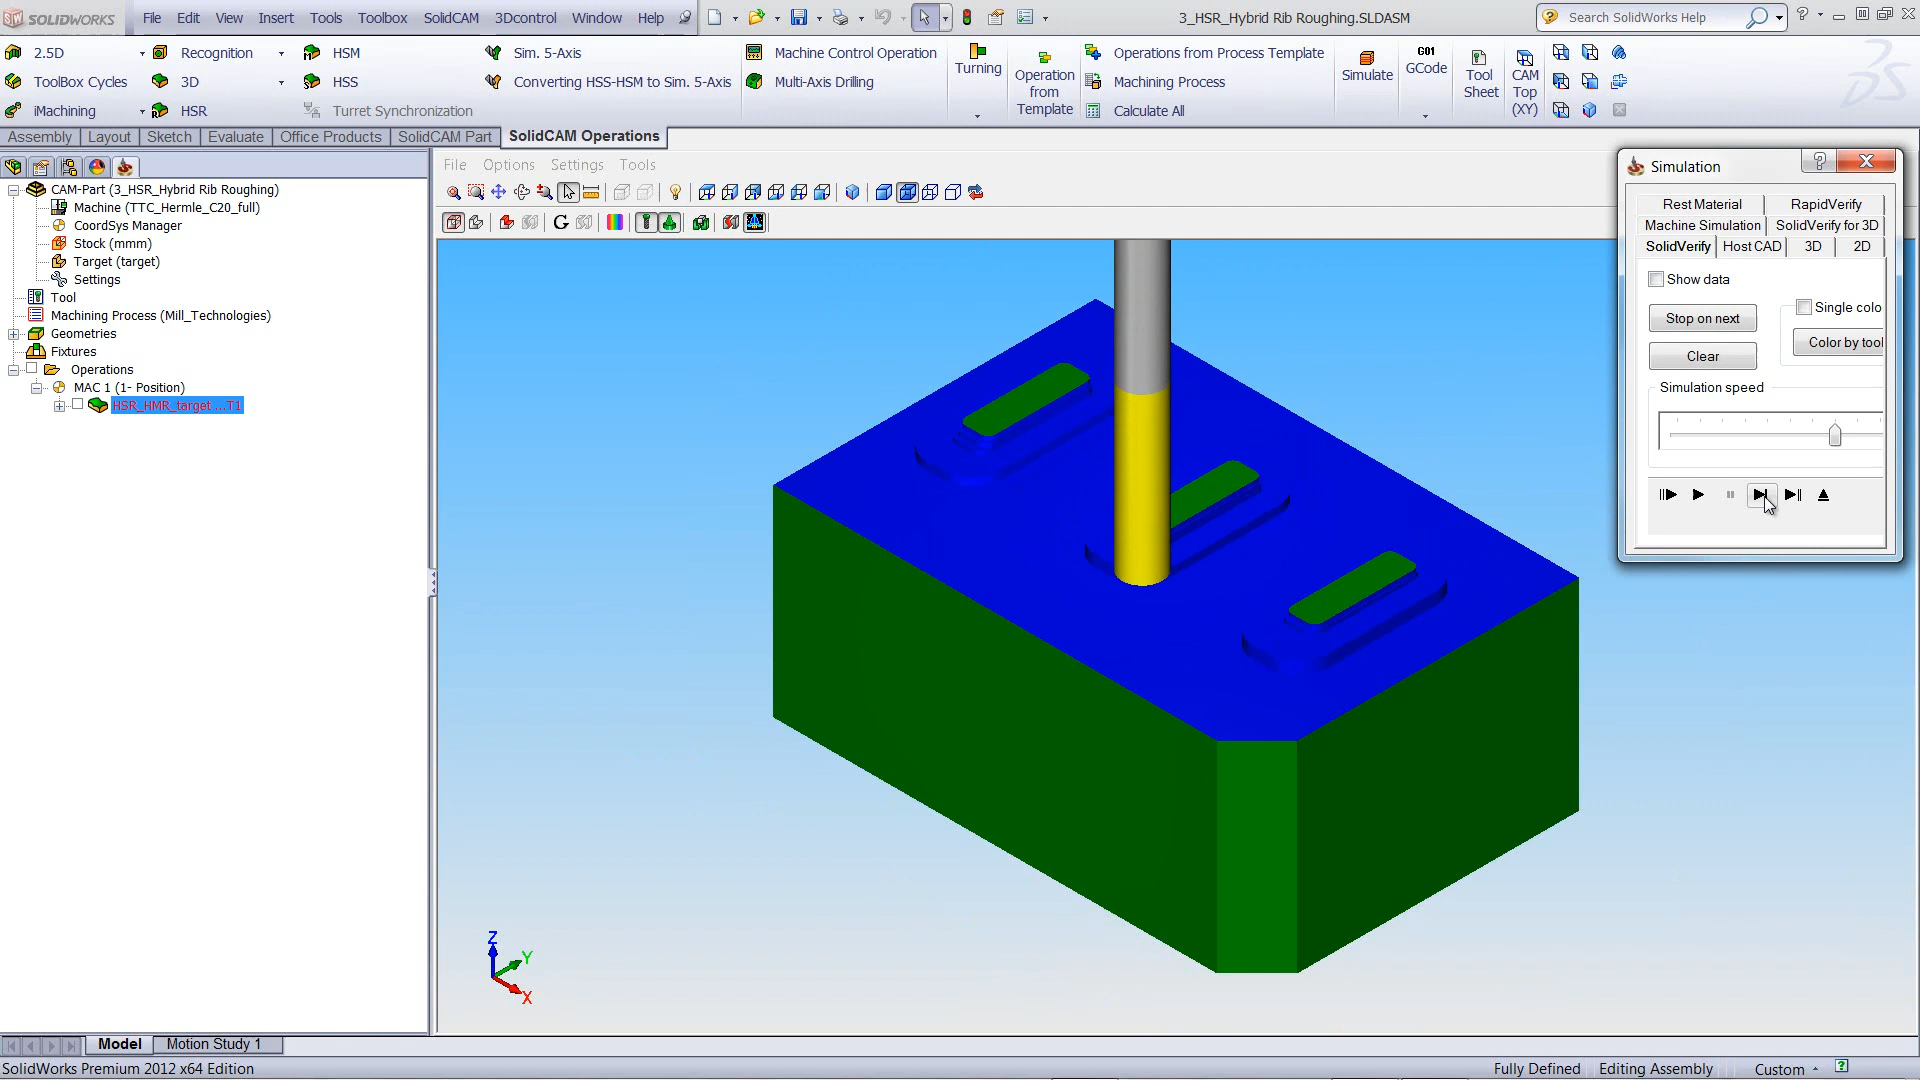 SOLIDWORKS File Edit View Insert Tools Toolbox SolidCAM 3Dcontrol Window Help 3_HSR_Hybrid Rib Roughing.SLDASM Search SolidWorks Help
2.5D Recognition HSM Sim. 5-Axis Machine Control Operation Operations from Process Template
ToolBox Cycles 3D HSS Converting HSS-HSM to Sim. 5-Axis Multi-Axis Drilling Machining Process
iMachining HSR Turret Synchronization Calculate All
Turning
Operation
from
Template
Simulate
G01
GCode
Tool
Sheet
CAM
Top
(XY)
Assembly Layout Sketch Evaluate Office Products SolidCAM Part SolidCAM Operations
File Options Settings Tools
G
CAM-Part (3_HSR_Hybrid Rib Roughing)
Machine (TTC_Hermle_C20_full)
CoordSys Manager
Stock (mmm)
Target (target)
Settings
Tool
Machining Process (Mill_Technologies)
Geometries
Fixtures
Operations
MAC 1 (1- Position)
HSR_HMR_target ...T1
Simulation
Rest Material RapidVerify
Machine Simulation SolidVerify for 3D
SolidVerify Host CAD 3D 2D
Show data
Stop on next
Single colo
Clear
Color by tool
Simulation speed
Z
Y
X
Model Motion Study 1
SolidWorks Premium 2012 x64 Edition Fully Defined Editing Assembly Custom